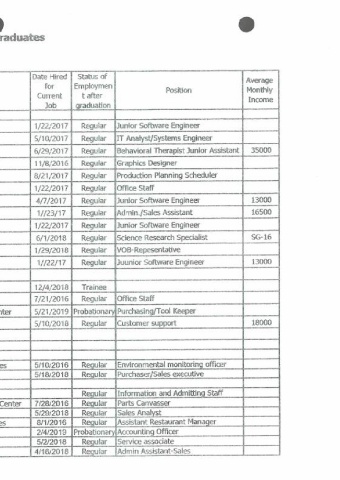 raduates
Date Hired for Current Job | Status of Employmen t after graduation | Position | Average Monthly Income
1/22/2017 Regular Junior Software Engineer
5/10/2017 Regular IT Analyst/Systems Engineer
6/29/2017 Regular Behavioral Therapist Junior Assistant 35000
11/8/2016 Regular Graphics Designer
8/21/2017 Regular Production Planning Scheduler
1/22/2017 Regular Office Staff
4/7/2017 Regular Junior Software Engineer 13000
1//23/17 Regular Admin./Sales Assistant 16500
1/22/2017 Regular Junior Software Engineer
6/1/2018 Regular Science Research Specialist SG-16
1/29/2018 Regular VOB-Repesentative
1//22/17 Regular Juunior Software Engineer 13000
12/4/2018 Trainee
7/21/2016 Regular Office Staff
nter 5/21/2019 Probationary Purchasing/Tool Keeper
5/10/2018 Regular Customer support 18000
es 5/10/2016 Regular Environmental monitoring officer
5/18/2018 Regular Purchaser/Sales executive
Regular Information and Admitting Staff
Center 7/28/2016 Regular Parts Canvasser
5/29/2018 Regular Sales Analyst
es 8/1/2016 Regular Assistant Restaurant Manager
2/4/2019 Probationary Accounting Officer
5/2/2018 Regular Service associate
4/16/2018 Regular Admin Assistant-Sales